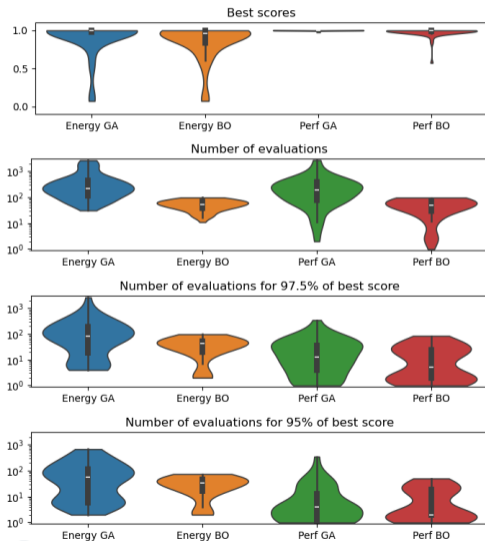 Best scores
1.0
0.5
0.0
Energy GA Energy BO Perf GA Perf BO
Number of evaluations
10³
10²
10¹
10⁰
Energy GA Energy BO Perf GA Perf BO
Number of evaluations for 97.5% of best score
10³
10²
10¹
10⁰
Energy GA Energy BO Perf GA Perf BO
Number of evaluations for 95% of best score
10³
10²
10¹
10⁰
Energy GA Energy BO Perf GA Perf BO